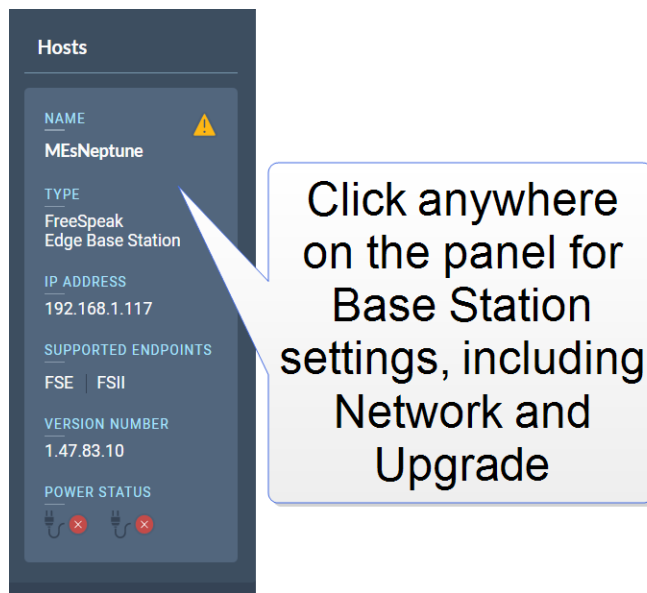 Hosts
NAME
MEsNeptune
TYPE
FreeSpeak
Edge Base Station
IP ADDRESS
192.168.1.117
SUPPORTED ENDPOINTS
FSE FSII
VERSION NUMBER
1.47.83.10
POWER STATUS
Click anywhere
on the panel for
Base Station
settings, including
Network and
Upgrade